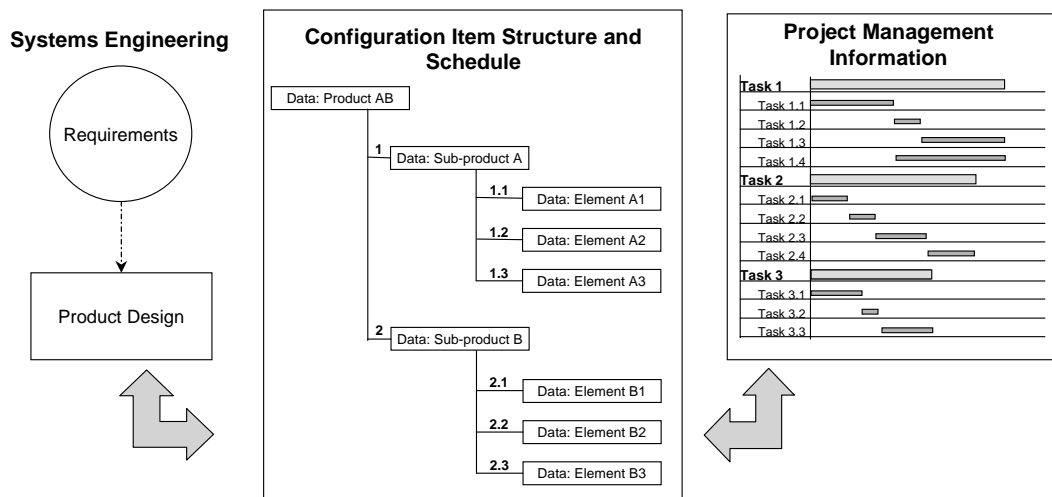 Systems Engineering
Requirements
Product Design
Configuration Item Structure and
Schedule
Data: Product AB
1
Data: Sub-product A
1.1
Data: Element A1
1.2
Data: Element A2
1.3
Data: Element A3
2
Data: Sub-product B
2.1
Data: Element B1
2.2
Data: Element B2
2.3
Data: Element B3
Project Management
Information
Task 1
Task 1.1
Task 1.2
Task 1.3
Task 1.4
Task 2
Task 2.1
Task 2.2
Task 2.3
Task 2.4
Task 3
Task 3.1
Task 3.2
Task 3.3